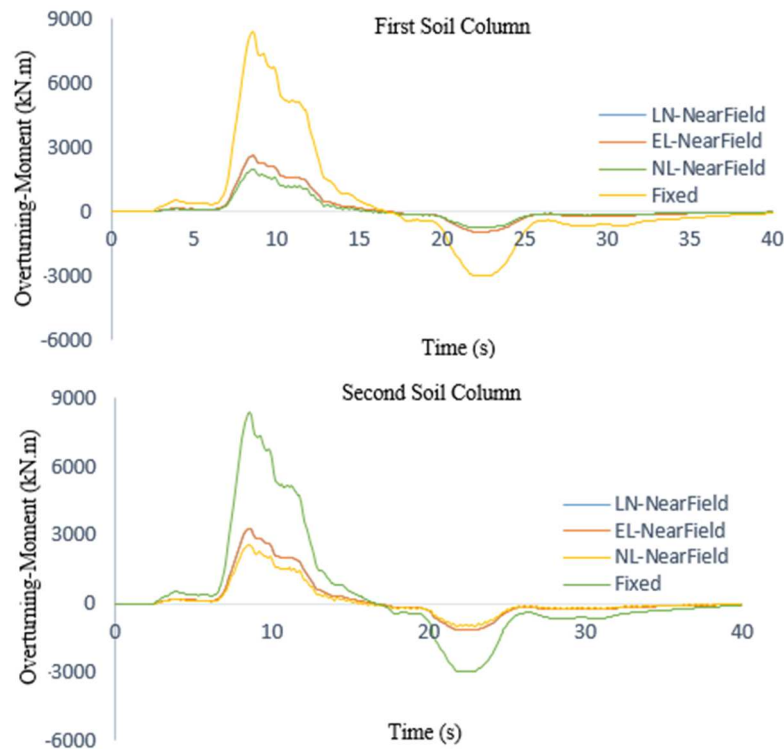 9000
First Soil Column
6000
LN-NearField
EL-NearField
3000
NL-NearField
Fixed
0
0 5 10 15 20 25 30 35 40
-3000
-6000
Overturning-Moment (kN.m)
Time (s)
9000
Second Soil Column
6000
LN-NearField
EL-NearField
3000
NL-NearField
Fixed
0
0 10 20 30 40
-3000
-6000
Overturning-Moment (kN.m)
Time (s)